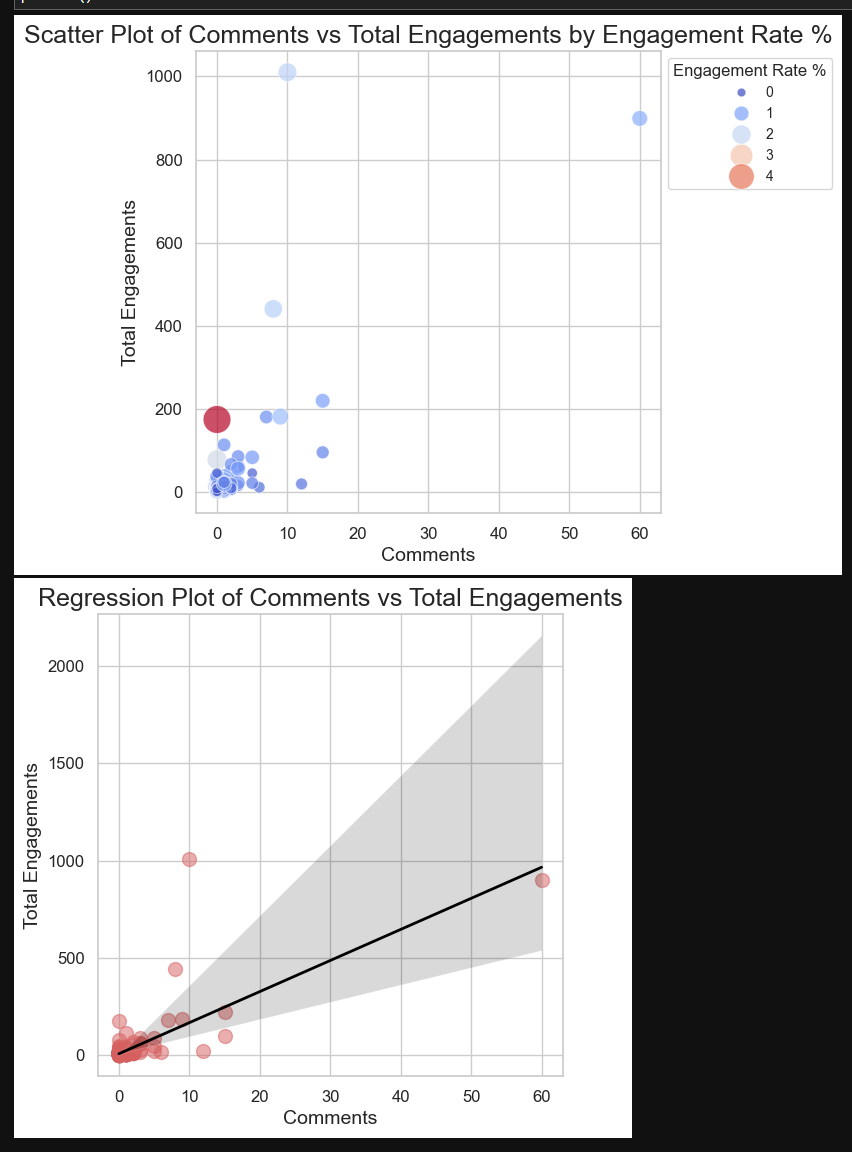 Scatter Plot of Comments vs Total Engagements by Engagement Rate %
1000
800
600
400
200
0
Total Engagements
0 10 20 30 40 50 60
Comments
Engagement Rate %
0
1
2
3
4
Regression Plot of Comments vs Total Engagements
2000
1500
1000
500
0
Total Engagements
0 10 20 30 40 50 60
Comments